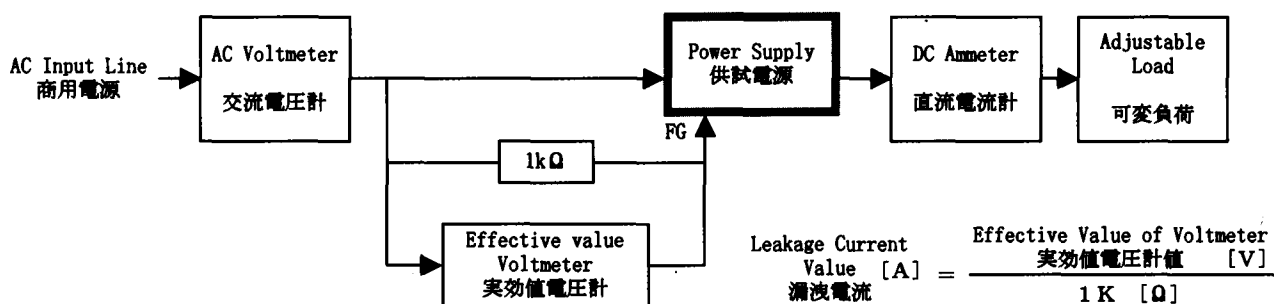 AC Input Line
商用電源
AC Voltmeter
交流電圧計
Power Supply
供試電源
DC Ammeter
直流電流計
Adjustable
Load
可変負荷
FG
1kΩ
Effective value
Voltmeter
実効値電圧計
Leakage Current
Value [A] =
漏洩電流
Effective Value of Voltmeter
実効値電圧計値 [V]
1K [Ω]